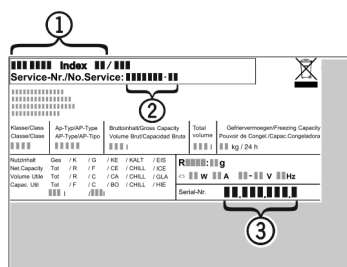 1
Index /
Service-Nr./No.Service: -
2
Klasse/Class Ap-Typ/AP-Type Bruttoinhalt/Gross Capacity Total Gefriervermoegen/Freezing Capacity
Classe/Clase AP-Type/AP-Tipo Volume Brut/Capacidad Bruta volume Pouvoir de Congel./Capac.Congeladora
l l kg / 24 h
Nutzinhalt Ges / K / G / KE / KALT / EIS R : g
Net.Capacity Tot / R / F / CE / CHILL / ICE W A - V Hz
Volume Utile Tot / R / C / CA / CHILL / GLA
Capac. Util Tot / F / C / BO / CHILL / HIE Serial-Nr. . . .
l / l
3